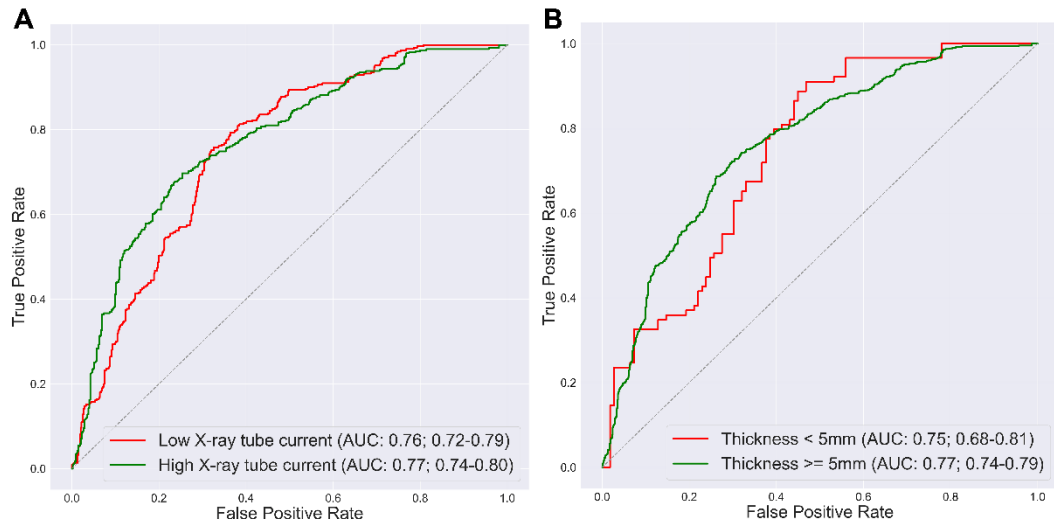 A
True Positive Rate
1.0
0.8
0.6
0.4
0.2
0.0
Low X-ray tube current (AUC: 0.76; 0.72-0.79)
High X-ray tube current (AUC: 0.77; 0.74-0.80)
0.0 0.2 0.4 0.6 0.8 1.0
False Positive Rate
B
True Positive Rate
1.0
0.8
0.6
0.4
0.2
0.0
Thickness < 5mm (AUC: 0.75; 0.68-0.81)
Thickness >= 5mm (AUC: 0.77; 0.74-0.79)
0.0 0.2 0.4 0.6 0.8 1.0
False Positive Rate